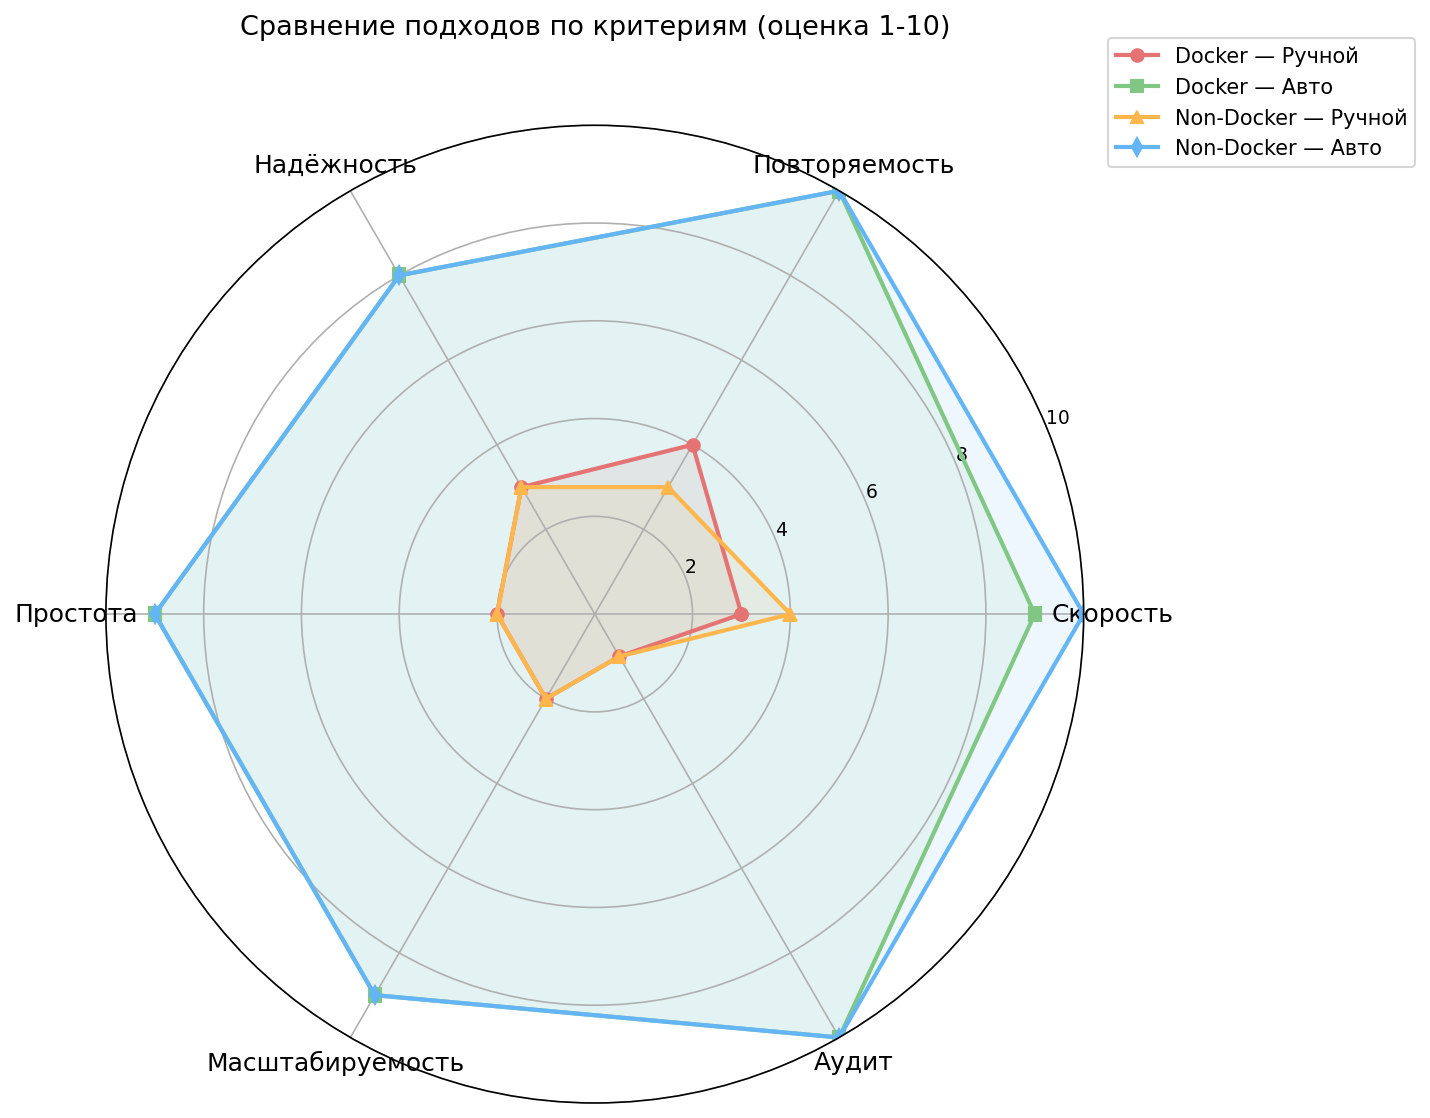 Сравнение подходов по критериям (оценка 1-10)
Docker — Ручной
Docker — Авто
Non-Docker — Ручной
Non-Docker — Авто
Надёжность
Повторяемость
10
8
6
4
2
Простота
Скорость
Масштабируемость
Аудит